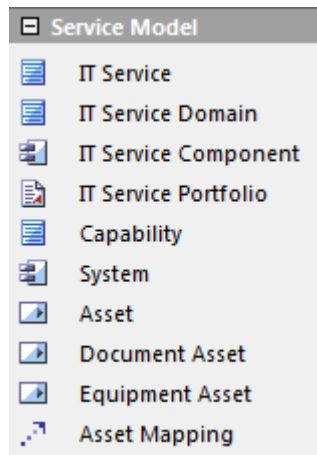 Service Model
IT Service
IT Service Domain
IT Service Component
IT Service Portfolio
Capability
System
Asset
Document Asset
Equipment Asset
Asset Mapping